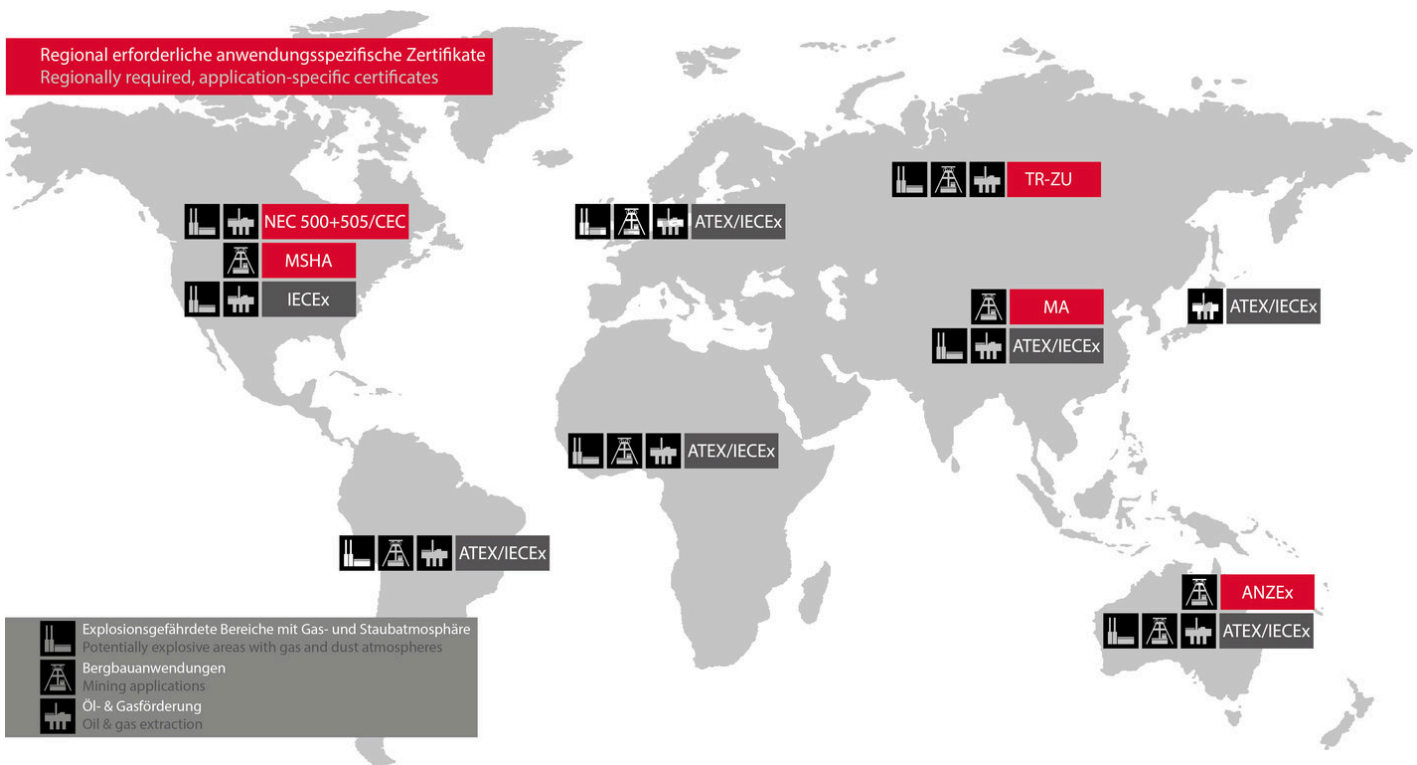 Regional erforderliche anwendungsspezifische Zertifikate
Regionally required, application-specific certificates
TR-ZU
NEC 500+505/CEC
MSHA
IECEx
ATEX/IECEx
MA
ATEX/IECEx
ATEX/IECEx
ATEX/IECEx
ATEX/IECEx
ANZEx
ATEX/IECEx
Explosionsgefährdete Bereiche mit Gas- und Staubatmosphäre
Potentially explosive areas with gas and dust atmospheres
Bergbauanwendungen
Mining applications
Öl- & Gasförderung
Oil & gas extraction